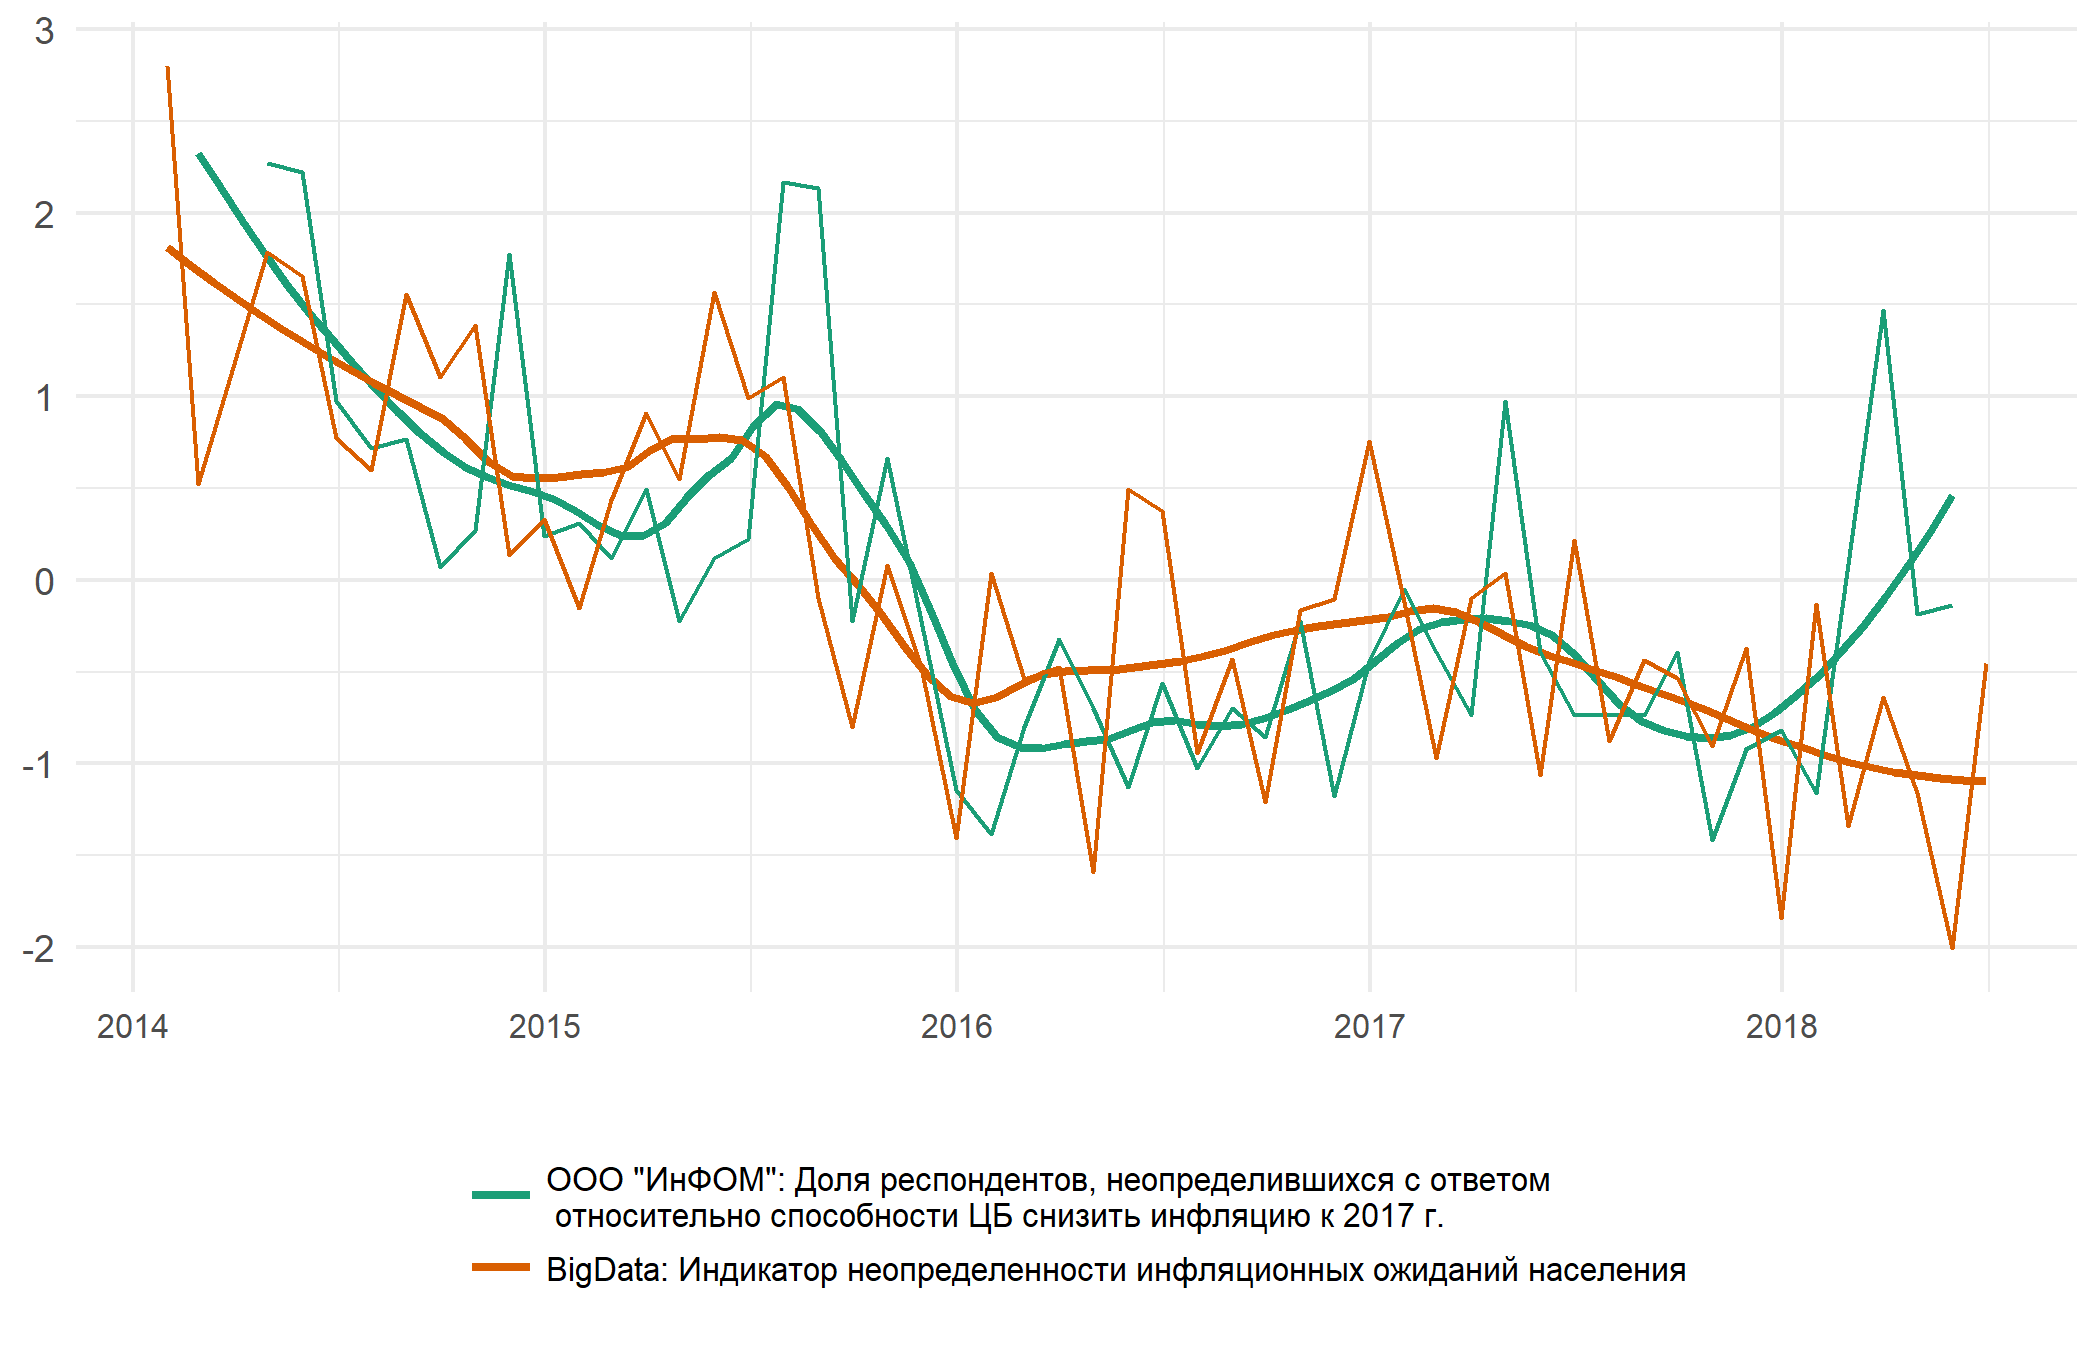 3
2
1
0
-1
-2
2014 2015 2016 2017 2018
ООО "ИнФОМ": Доля респондентов, неопределившихся с ответом
относительно способности ЦБ снизить инфляцию к 2017 г.
BigData: Индикатор неопределенности инфляционных ожиданий населения